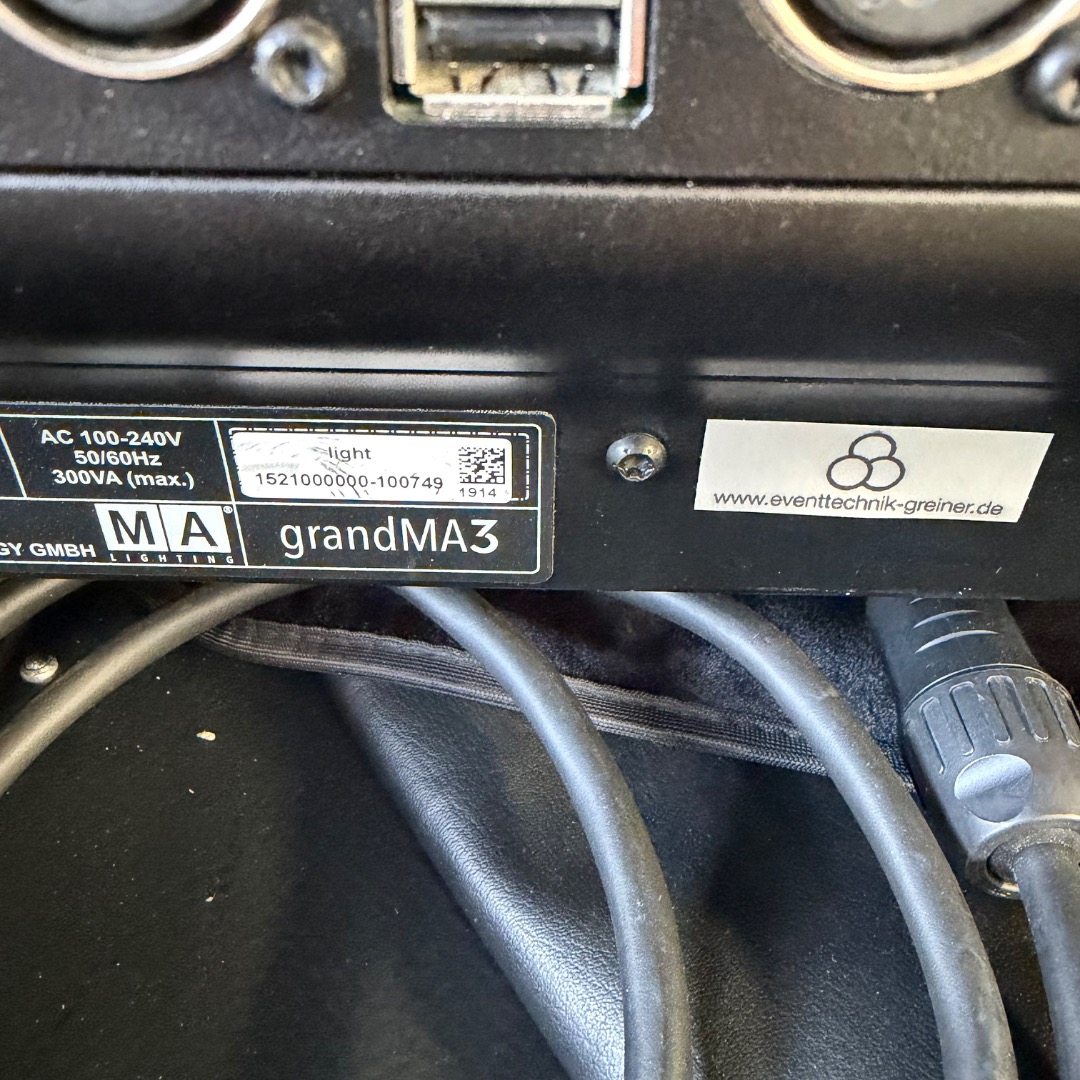 AC 100-240V
50/60Hz
300VA (max.)
light
1521000000-100749
1914
GY GMBH
MA®
LIGHTING
grandMA3
www.eventtechnik-greiner.de